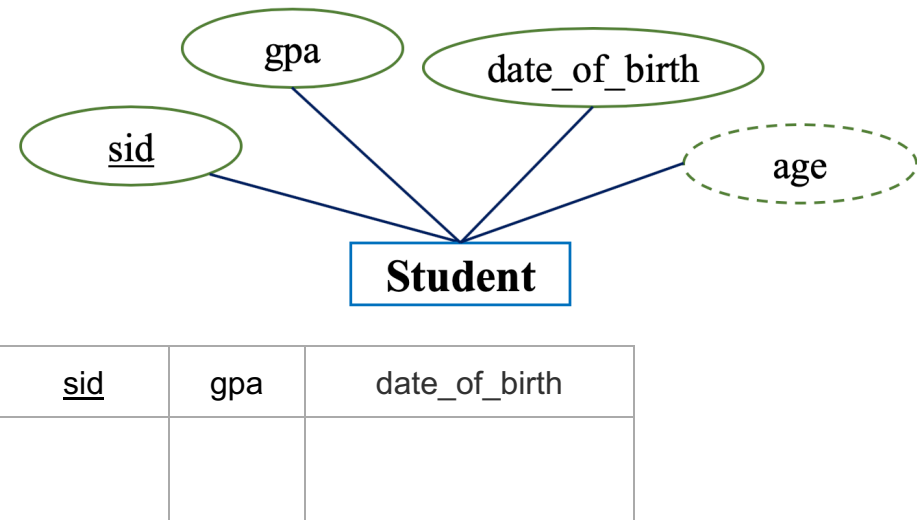 gpa
date_of_birth
sid
age
Student
sid gpa date_of_birth